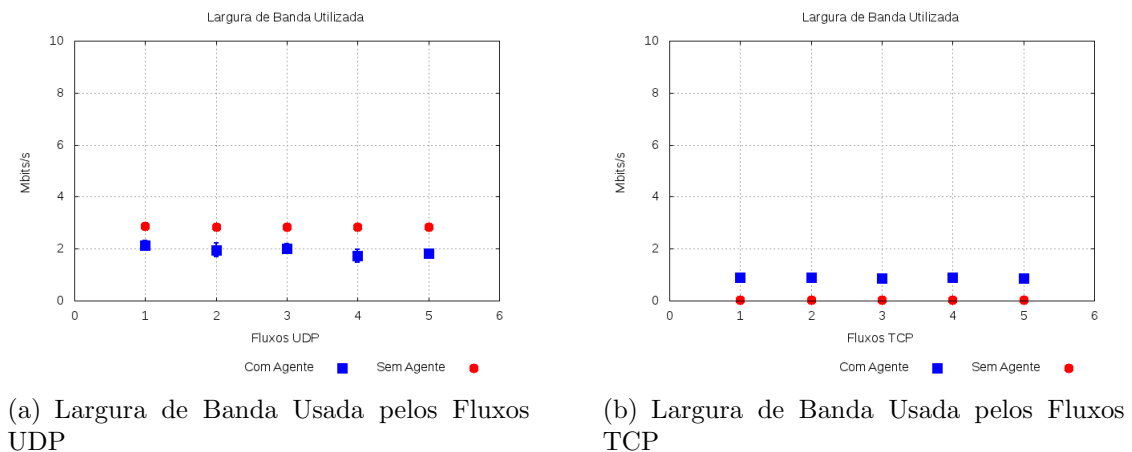 Largura de Banda Utilizada
10
8
6
4
2
0
Mbits/s
0 1 2 3 4 5 6
Fluxos UDP
Com Agente Sem Agente
(a) Largura de Banda Usada pelos Fluxos
UDP
Largura de Banda Utilizada
10
8
6
4
2
0
Mbits/s
0 1 2 3 4 5 6
Fluxos TCP
Com Agente Sem Agente
(b) Largura de Banda Usada pelos Fluxos
TCP